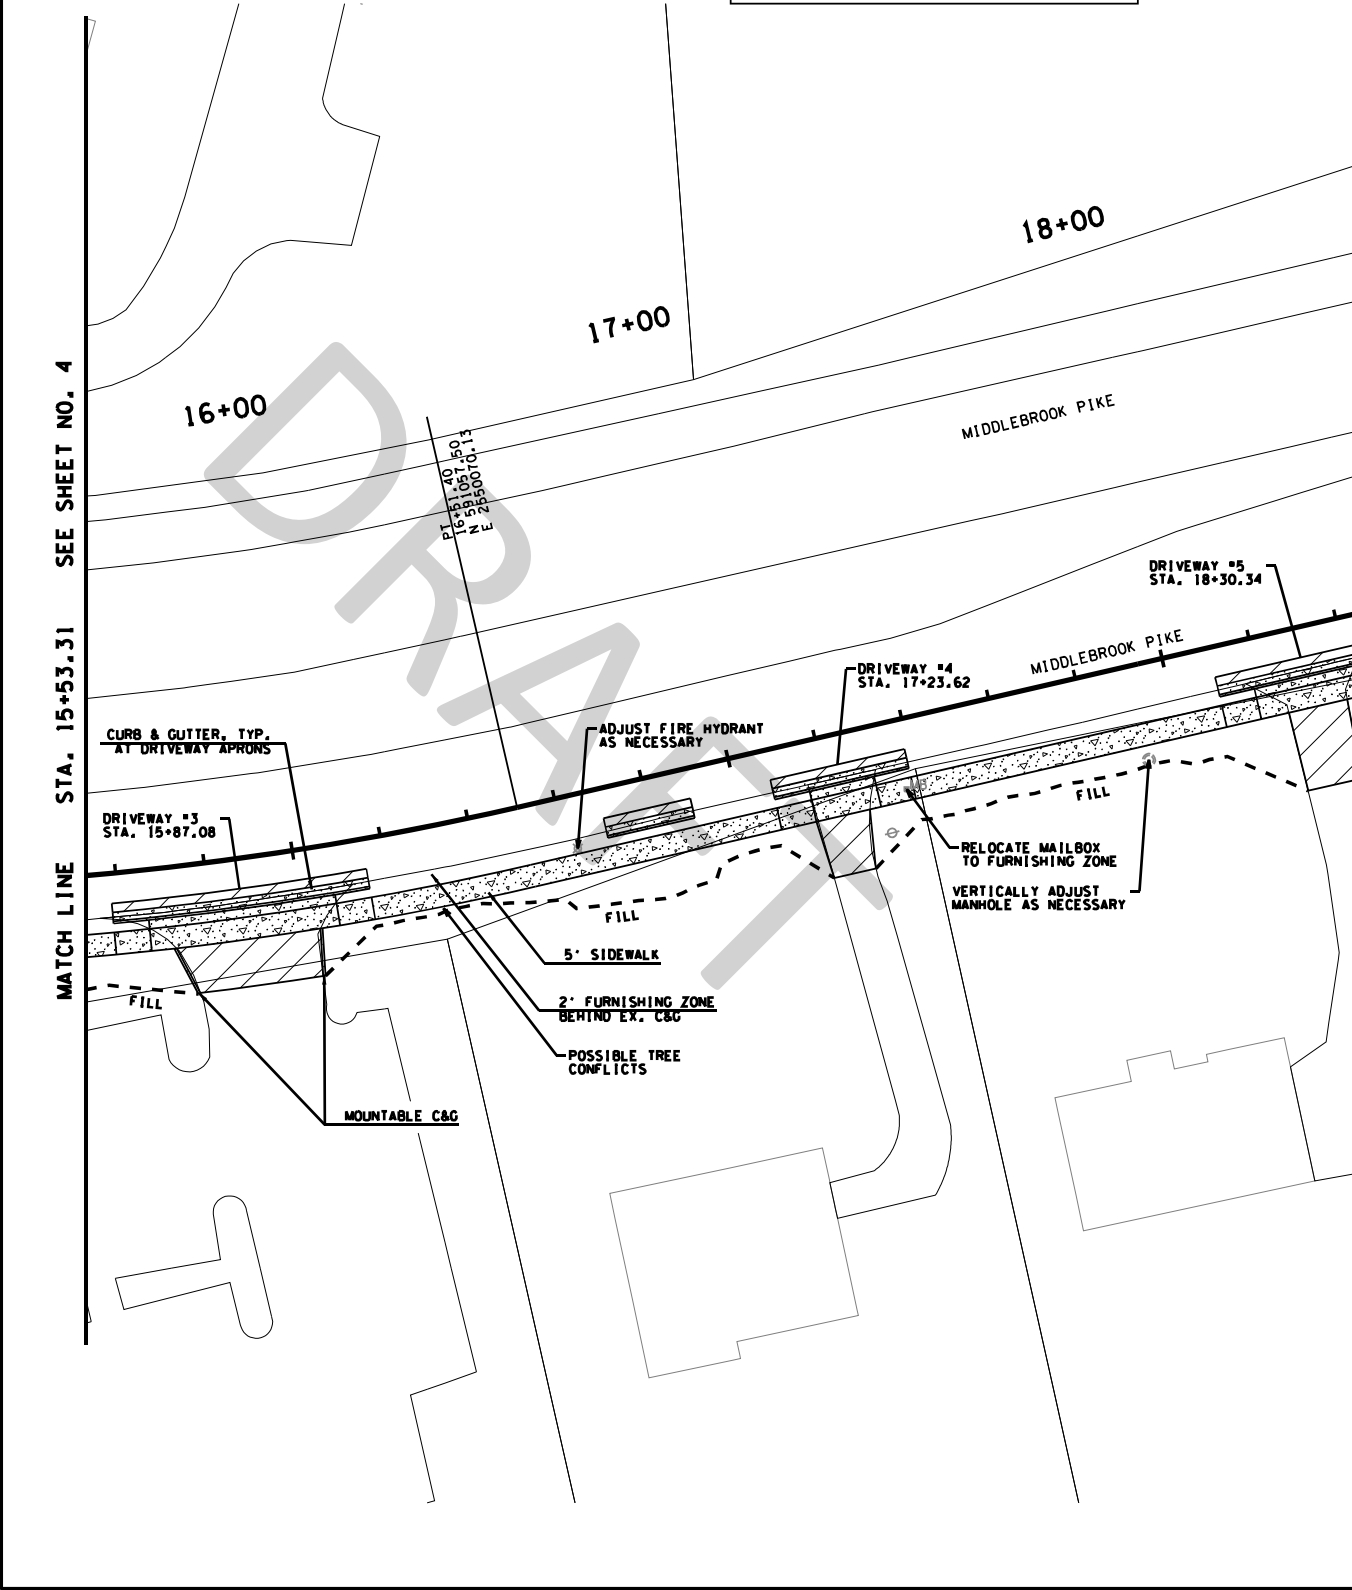 18+00
17+00
16+00
MIDDLEBROOK PIKE
PT
16+51.40
N 591057.50
E 2550070.13
DRAFT
MATCH LINE STA. 15+53.31 SEE SHEET NO. 4
DRIVEWAY #5
STA. 18+30.34
MIDDLEBROOK PIKE
DRIVEWAY #4
STA. 17+23.62
ADJUST FIRE HYDRANT
AS NECESSARY
CURB & GUTTER, TYP.
AT DRIVEWAY APRONS
DRIVEWAY #3
STA. 15+87.08
FILL
RELOCATE MAILBOX
TO FURNISHING ZONE
VERTICALLY ADJUST
MANHOLE AS NECESSARY
FILL
5' SIDEWALK
FILL
2' FURNISHING ZONE
BEHIND EX. C&G
POSSIBLE TREE
CONFLICTS
MOUNTABLE C&G